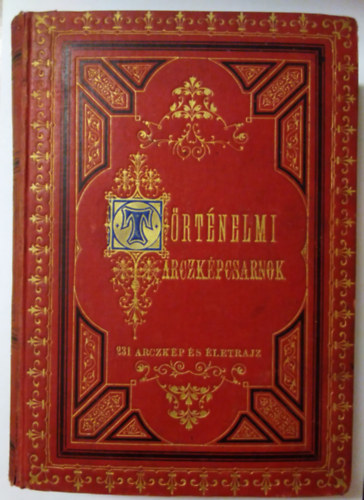 TÖRTÉNELMI
ARCZKÉPCSARNOK
231 ARCZKÉP ÉS ÉLETRAJZ